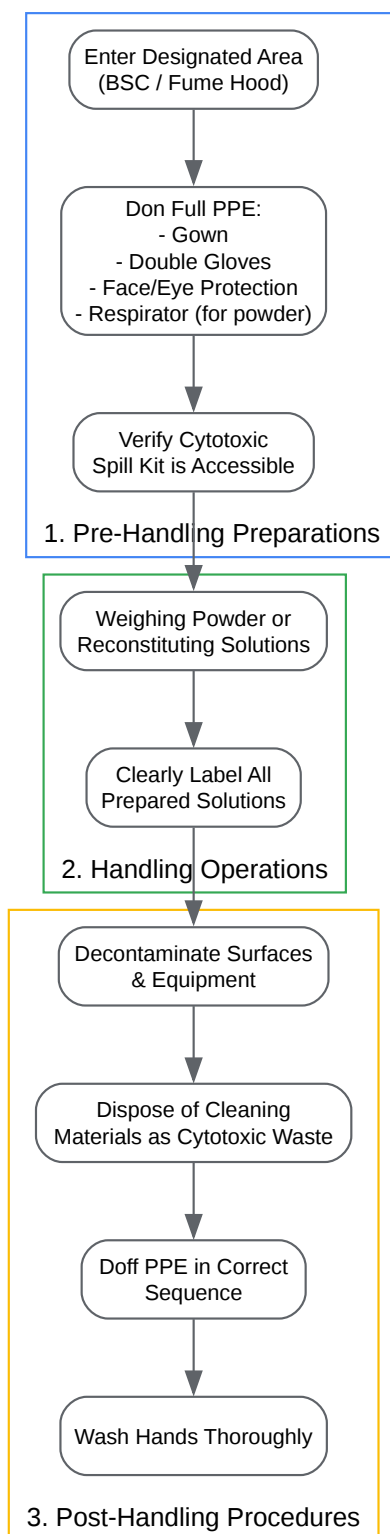 Enter Designated Area
(BSC / Fume Hood)
Don Full PPE:
- Gown
- Double Gloves
- Face/Eye Protection
- Respirator (for powder)
Verify Cytotoxic
Spill Kit is Accessible
1. Pre-Handling Preparations
Weighing Powder or
Reconstituting Solutions
Clearly Label All
Prepared Solutions
2. Handling Operations
Decontaminate Surfaces
& Equipment
Dispose of Cleaning
Materials as Cytotoxic Waste
Doff PPE in Correct
Sequence
Wash Hands Thoroughly
3. Post-Handling Procedures